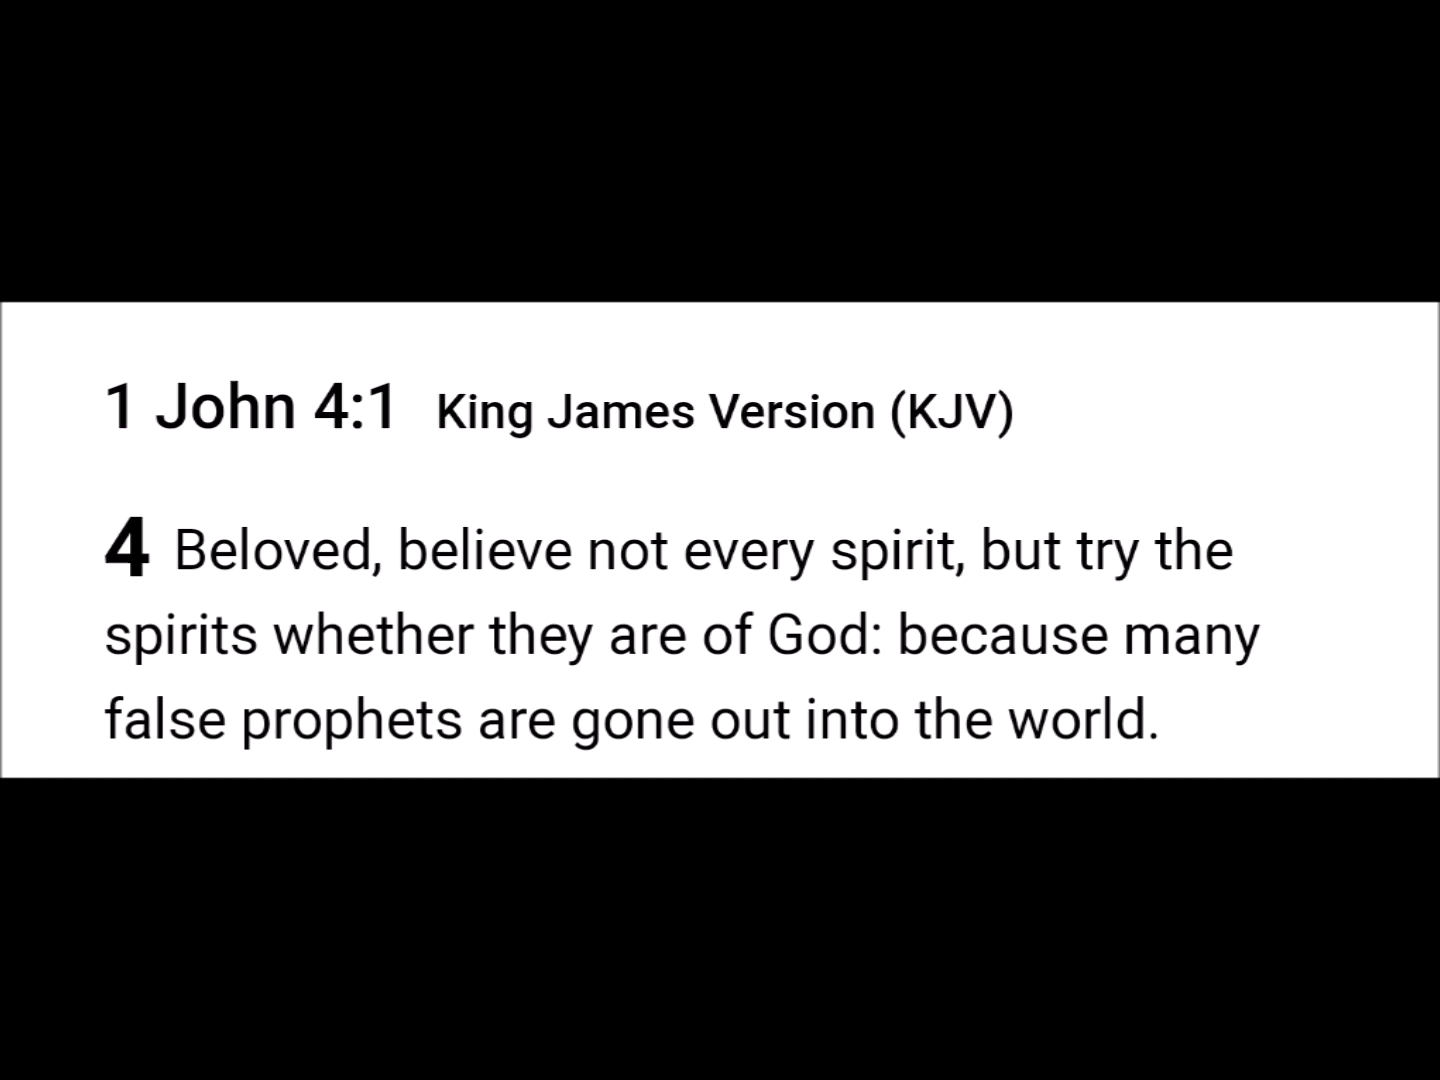 1 John 4:1 King James Version (KJV)
4 Beloved, believe not every spirit, but try the
spirits whether they are of God: because many
false prophets are gone out into the world.